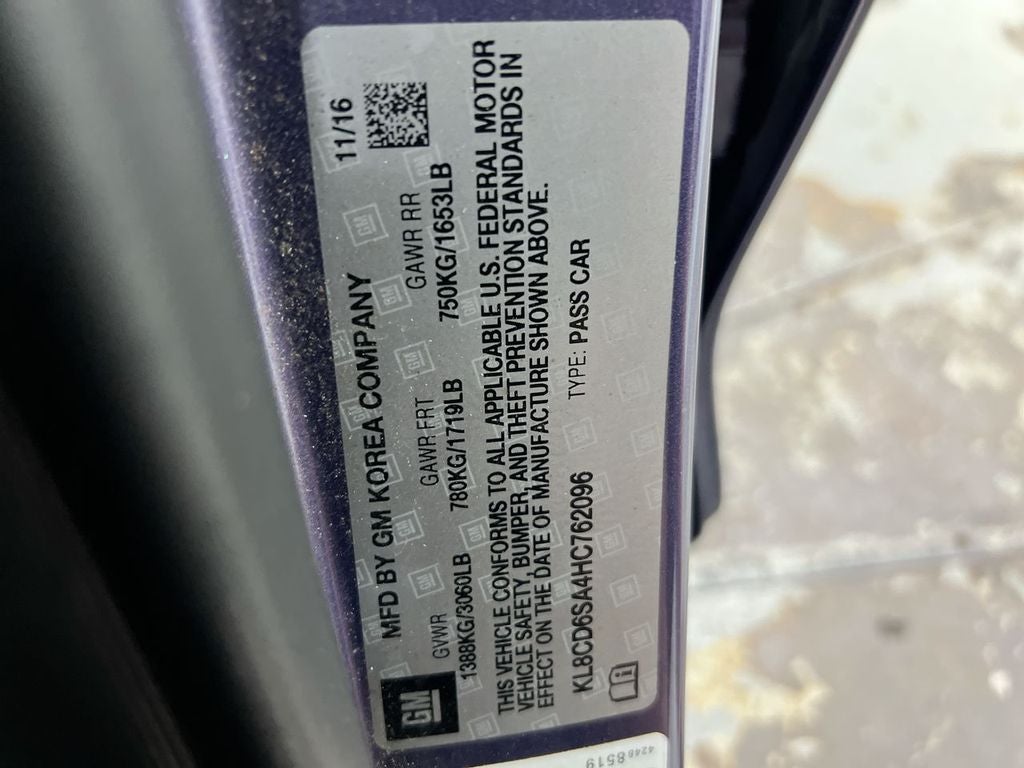 MFD BY GM KOREA COMPANY 11/16
GVWR GAWR FRT GAWR RR
1388KG/3060LB 780KG/1719LB 750KG/1653LB
THIS VEHICLE CONFORMS TO ALL APPLICABLE U.S. FEDERAL MOTOR
VEHICLE SAFETY, BUMPER, AND THEFT PREVENTION STANDARDS IN
EFFECT ON THE DATE OF MANUFACTURE SHOWN ABOVE.
KL8CD6SA4HC762096 TYPE: PASS CAR
GM
42488519